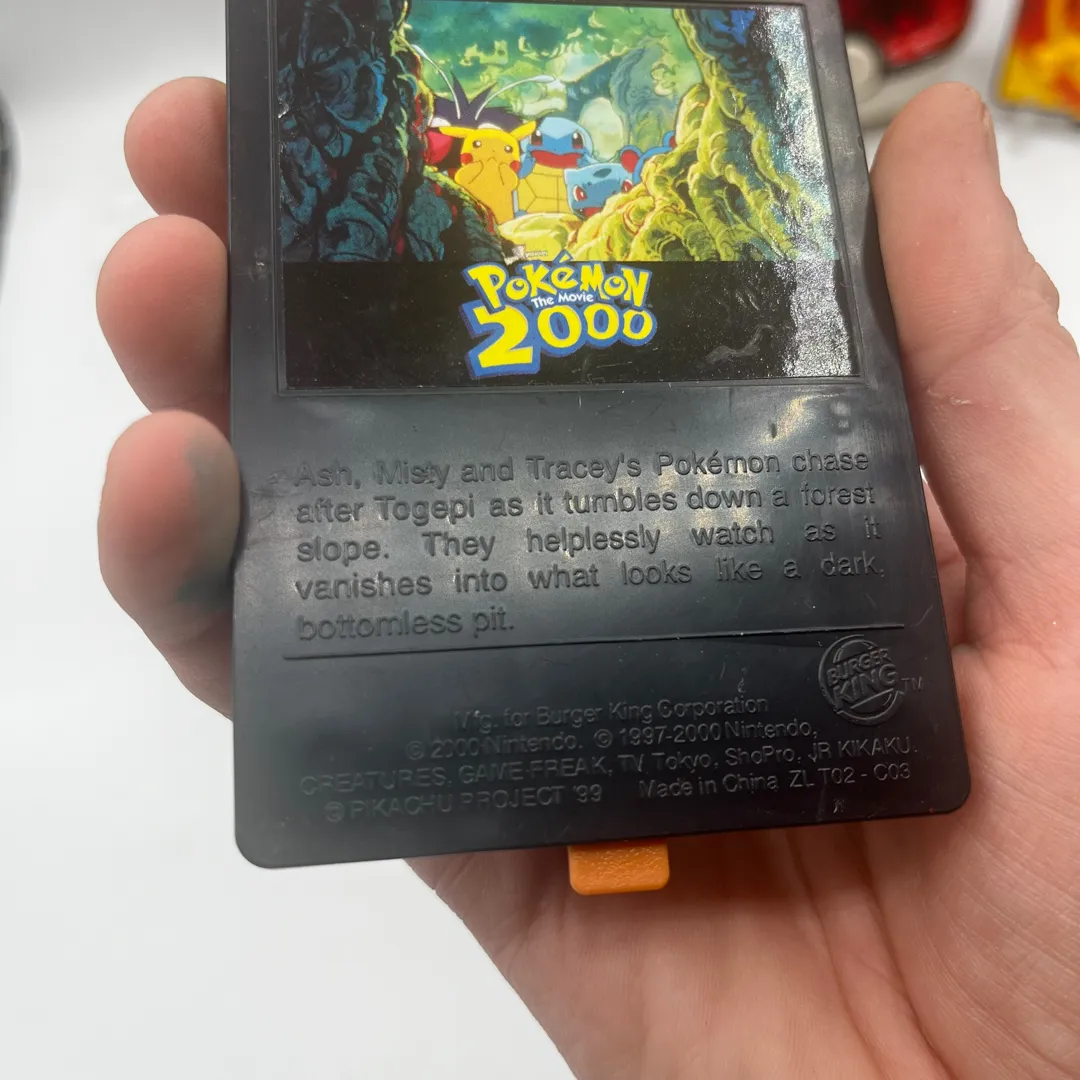 POKéMON
The Movie
2000
Ash, Misty and Tracey's Pokémon chase
after Togepi as it tumbles down a forest
slope. They helplessly watch as it
vanishes into what looks like a dark,
bottomless pit.
BURGER
KING TM
Mfg. for Burger King Corporation
© 2000 Nintendo. © 1997-2000 Nintendo,
CREATURES, GAME FREAK, TV Tokyo, ShoPro, JR KIKAKU.
© PIKACHU PROJECT '99 Made in China ZL T02 - C03